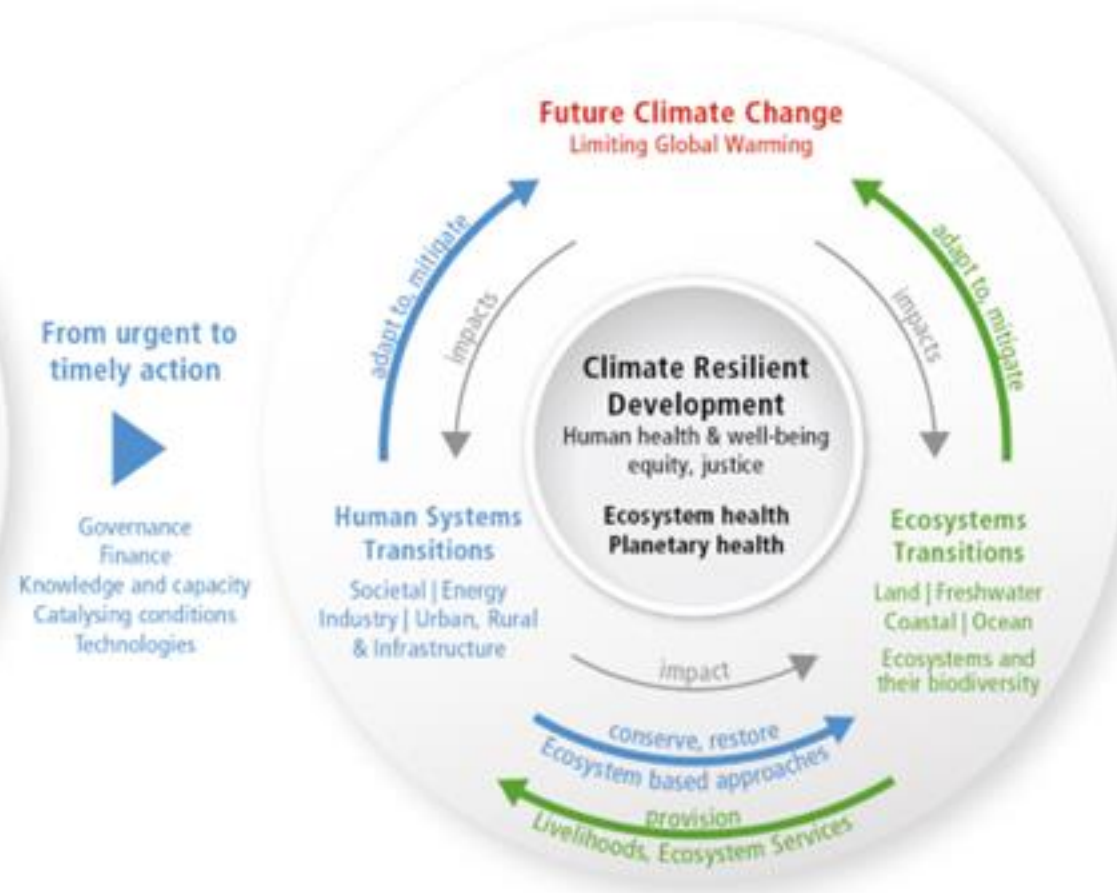 From urgent to
timely action
Governance
Finance
Knowledge and capacity
Catalysing conditions
Technologies
Future Climate Change
Limiting Global Warming
adapt to, mitigate
impacts
impacts
adapt to, mitigate
Climate Resilient
Development
Human health & well-being
equity, justice
Ecosystem health
Planetary health
Human Systems
Transitions
Societal | Energy
Industry | Urban, Rural
& Infrastructure
Ecosystems
Transitions
Land | Freshwater
Coastal | Ocean
Ecosystems and
their biodiversity
impact
conserve, restore
Ecosystem based approaches
provision
Livelihoods, Ecosystem Services